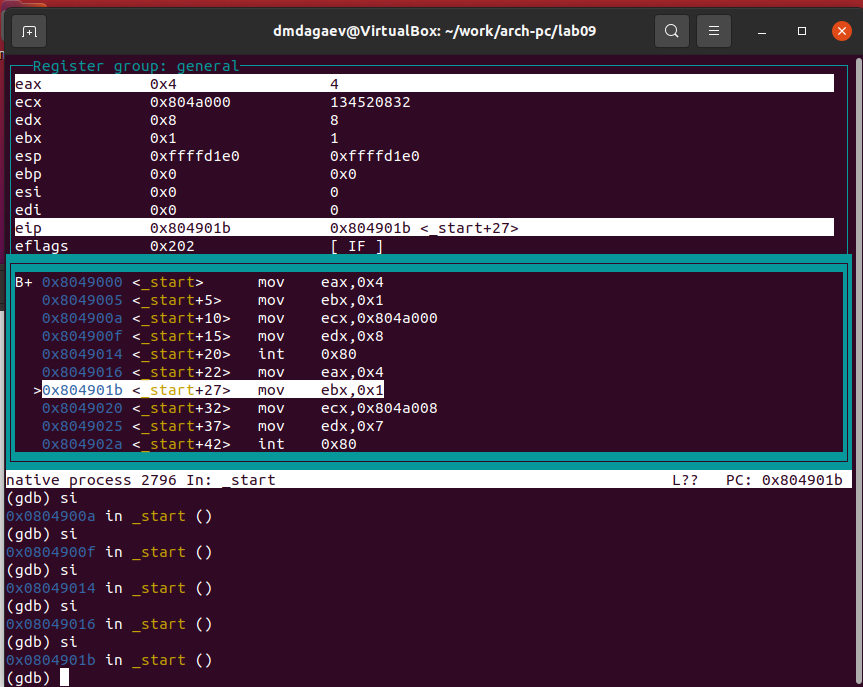 dmdagaev@VirtualBox: ~/work/arch-pc/lab09
Register group: general
eax 0x4 4
ecx 0x804a000 134520832
edx 0x8 8
ebx 0x1 1
esp 0xffffd1e0 0xffffd1e0
ebp 0x0 0x0
esi 0x0 0
edi 0x0 0
eip 0x804901b 0x804901b <_start+27>
eflags 0x202 [ IF ]
B+ 0x8049000 <_start> mov eax,0x4
0x8049005 <_start+5> mov ebx,0x1
0x804900a <_start+10> mov ecx,0x804a000
0x804900f <_start+15> mov edx,0x8
0x8049014 <_start+20> int 0x80
0x8049016 <_start+22> mov eax,0x4
>0x804901b <_start+27> mov ebx,0x1
0x8049020 <_start+32> mov ecx,0x804a008
0x8049025 <_start+37> mov edx,0x7
0x804902a <_start+42> int 0x80
native process 2796 In: _start L?? PC: 0x804901b
(gdb) si
0x0804900a in _start ()
(gdb) si
0x0804900f in _start ()
(gdb) si
0x08049014 in _start ()
(gdb) si
0x08049016 in _start ()
(gdb) si
0x0804901b in _start ()
(gdb)